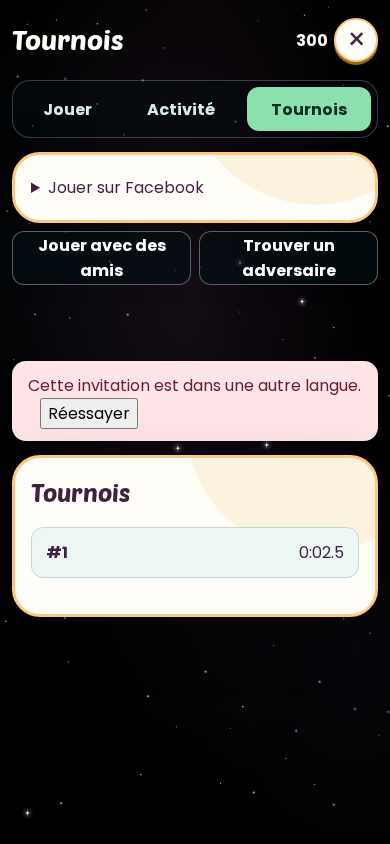 Tournois
300
×
Jouer
Activité
Tournois
Jouer sur Facebook
Jouer avec des
amis
Trouver un
adversaire
Cette invitation est dans une autre langue.
Réessayer
Tournois
#1
0:02.5